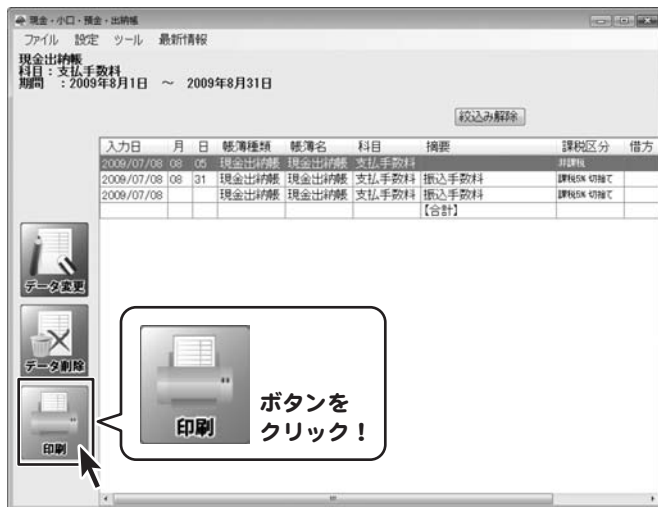 現金・小口・預金・出納帳
ファイル 設定 ツール 最新情報
現金出納帳
科目：支払手数料
期間 ：2009年8月1日 ～ 2009年8月31日
絞込み解除
入力日 月 日 帳簿種類 帳簿名 科目 摘要 課税区分 借方
2009/07/08 08 05 現金出納帳 現金出納帳 支払手数料 非課税
2009/07/08 08 31 現金出納帳 現金出納帳 支払手数料 振込手数料 課税5% 切捨て
2009/07/08 現金出納帳 現金出納帳 支払手数料 振込手数料 課税5% 切捨て
【合計】
データ変更
データ削除
印刷
印刷
ボタンを
クリック！